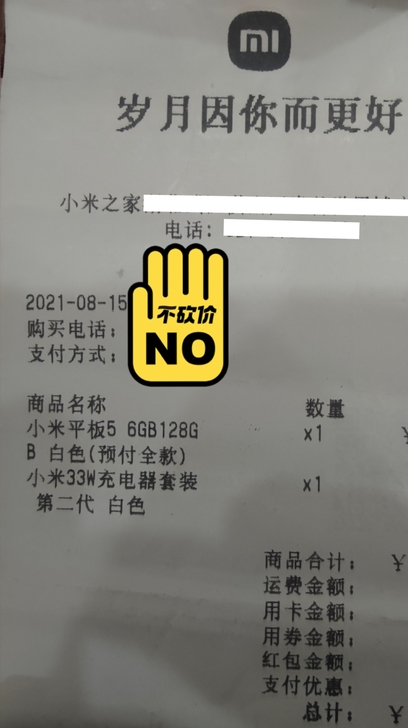 mi
岁月因你而更好
小米之家
电话：
2021-08-15
不砍价
NO
购买电话：
支付方式：
商品名称 数量
小米平板5 6GB128G x1 ¥
B 白色(预付全款)
小米33W充电器套装 x1
第二代 白色
商品合计： ¥
运费金额：
用卡金额：
用券金额：
红包金额：
支付优惠：
总计： ¥